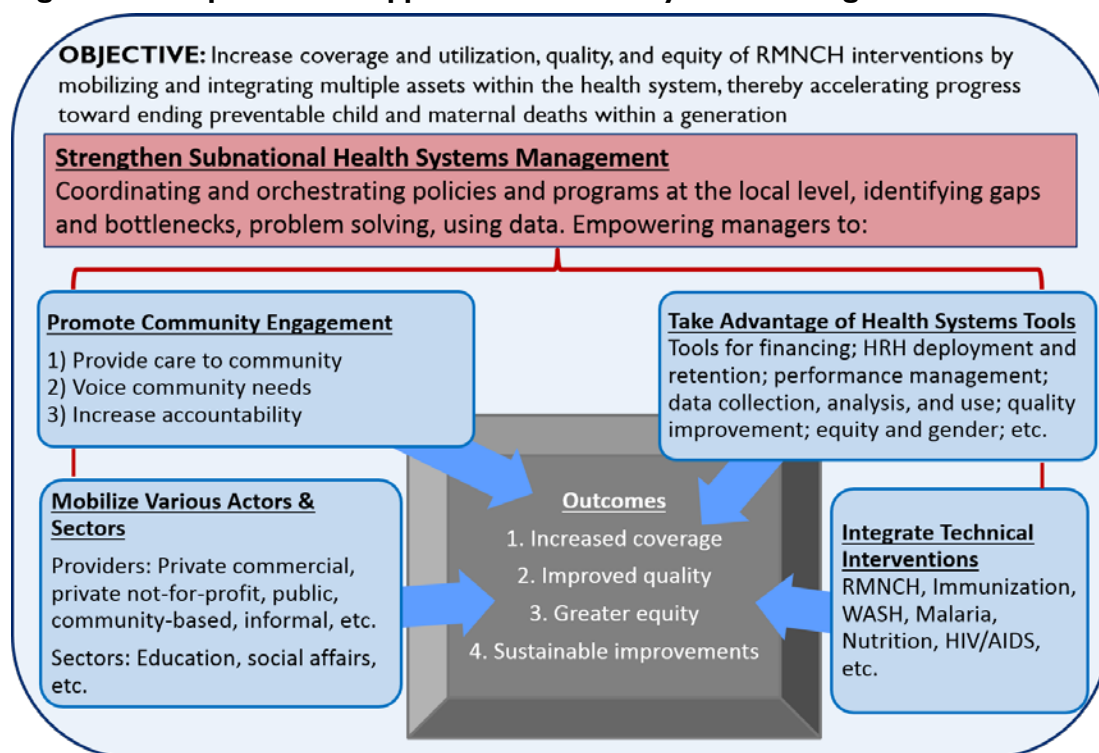 OBJECTIVE: Increase coverage and utilization, quality, and equity of RMNCH interventions by
mobilizing and integrating multiple assets within the health system, thereby accelerating progress
toward ending preventable child and maternal deaths within a generation
Strengthen Subnational Health Systems Management
Coordinating and orchestrating policies and programs at the local level, identifying gaps
and bottlenecks, problem solving, using data. Empowering managers to:
Promote Community Engagement
1) Provide care to community
2) Voice community needs
3) Increase accountability
Take Advantage of Health Systems Tools
Tools for financing; HRH deployment and
retention; performance management;
data collection, analysis, and use; quality
improvement; equity and gender; etc.
Mobilize Various Actors &
Sectors
Providers: Private commercial,
private not-for-profit, public,
community-based, informal, etc.
Sectors: Education, social affairs,
etc.
Outcomes
1. Increased coverage
2. Improved quality
3. Greater equity
4. Sustainable improvements
Integrate Technical
Interventions
RMNCH, Immunization,
WASH, Malaria,
Nutrition, HIV/AIDS,
etc.